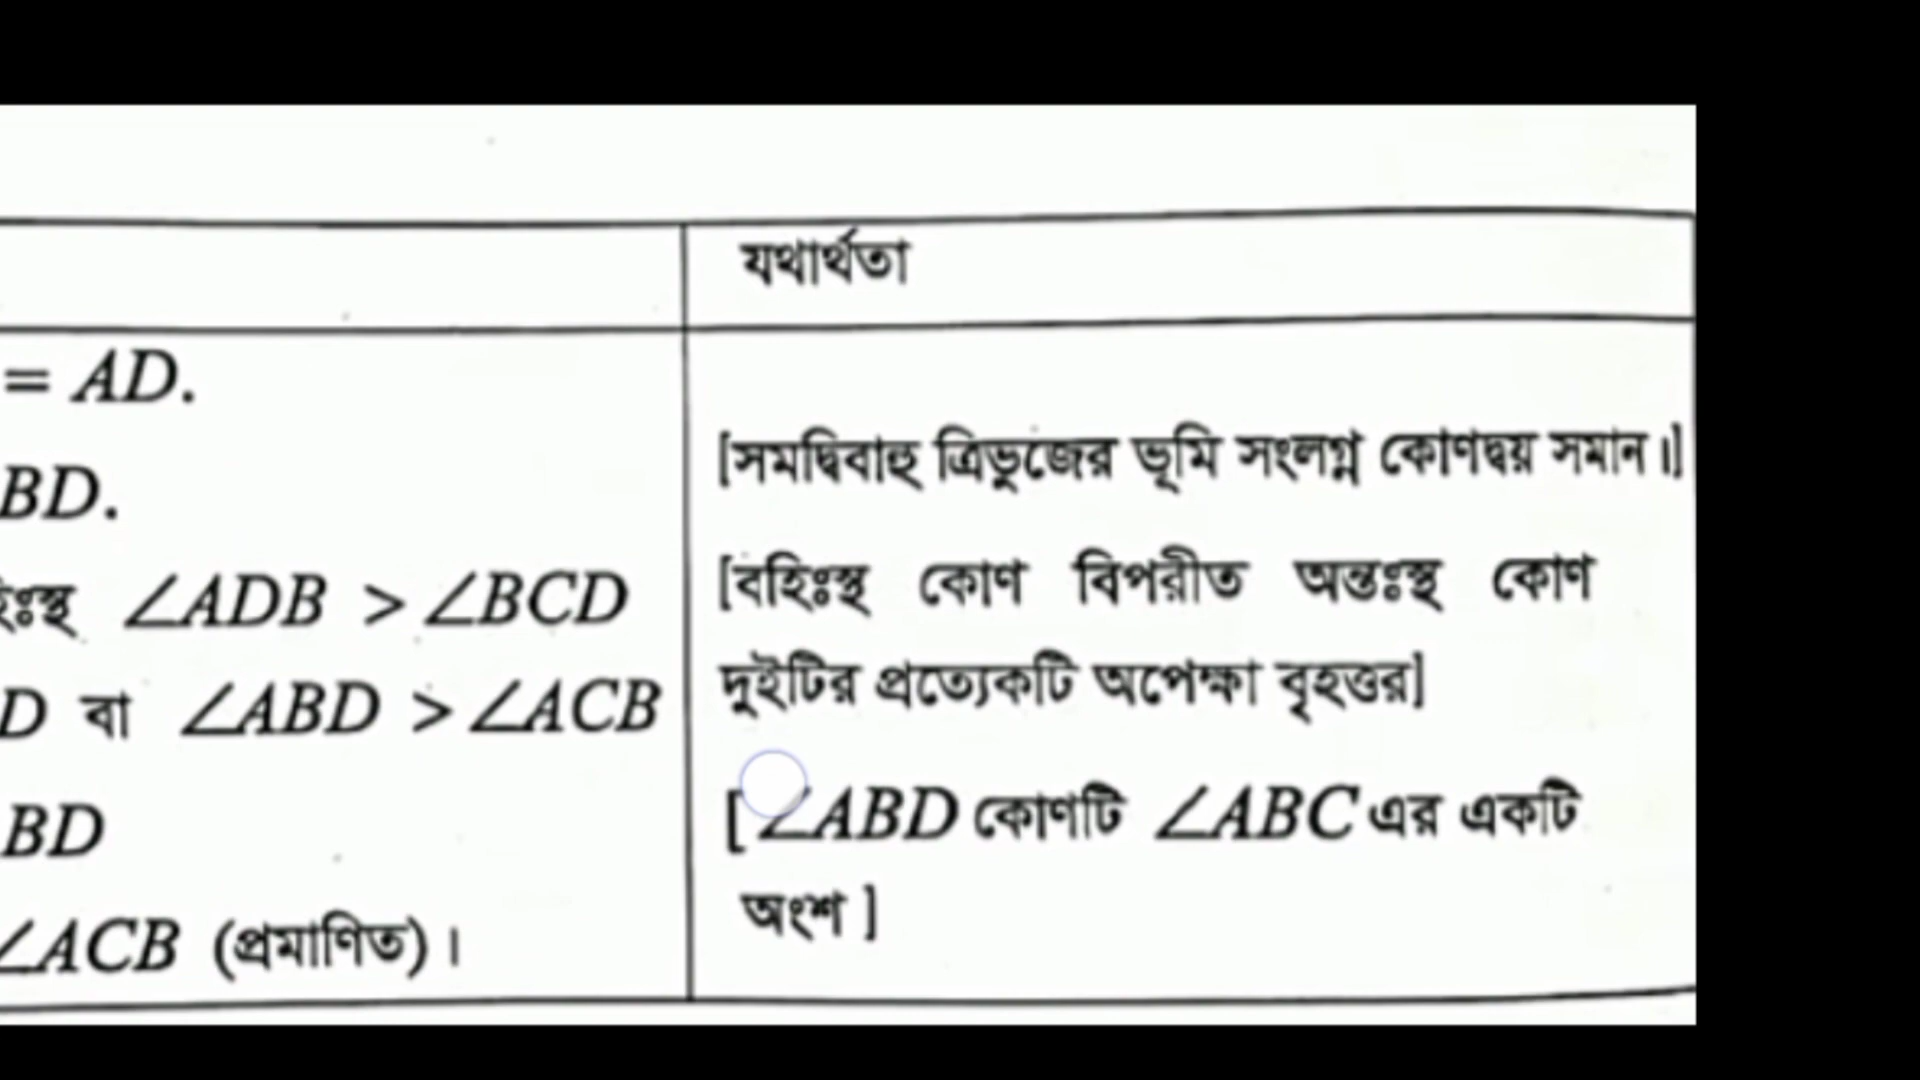 যথার্থতা
= AD.
[সমদ্বিবাহু ত্রিভুজের ভূমি সংলগ্ন কোণদ্বয় সমান।]
BD.
[বহিঃস্থ কোণ বিপরীত অন্তঃস্থ কোণ
∠ADB > ∠BCD
দুইটির প্রত্যেকটি অপেক্ষা বৃহত্তর]
D বা ∠ABD > ∠ACB
[ ∠ABD কোণটি ∠ABC এর একটি
BD
অংশ ]
∠ACB (প্রমাণিত)।